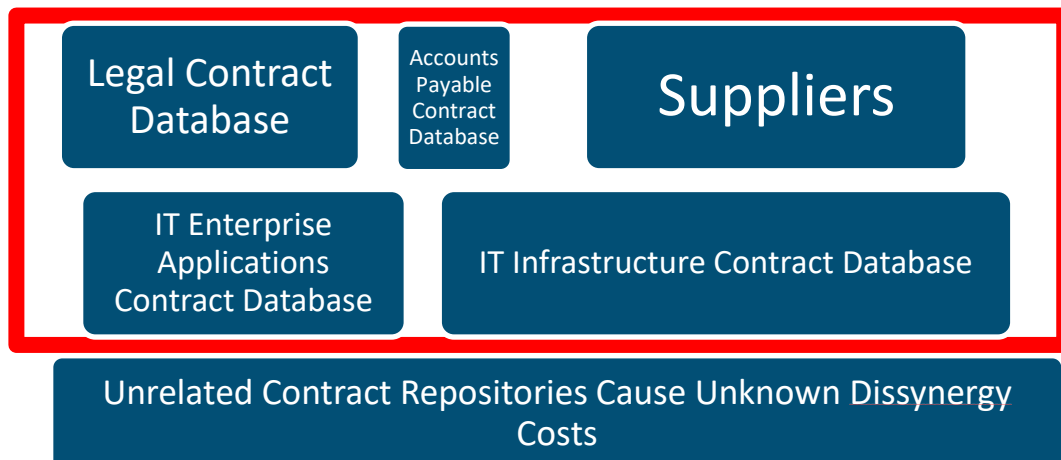 Legal Contract
Database
Accounts
Payable
Contract
Database
Suppliers
IT Enterprise
Applications
Contract Database
IT Infrastructure Contract Database
Unrelated Contract Repositories Cause Unknown Dissynergy
Costs